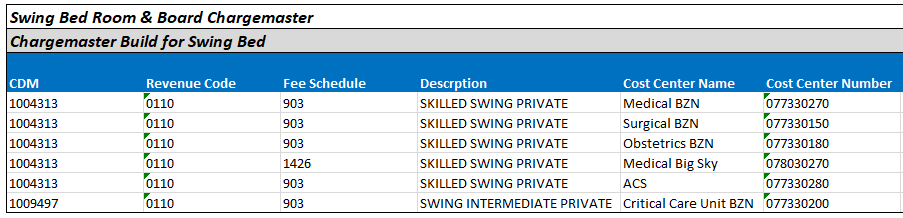 Swing Bed Room & Board Chargemaster
Chargemaster Build for Swing Bed
CDM Revenue Code Fee Schedule Descrption Cost Center Name Cost Center Number
1004313 0110 903 SKILLED SWING PRIVATE Medical BZN 077330270
1004313 0110 903 SKILLED SWING PRIVATE Surgical BZN 077330150
1004313 0110 903 SKILLED SWING PRIVATE Obstetrics BZN 077330180
1004313 0110 1426 SKILLED SWING PRIVATE Medical Big Sky 078030270
1004313 0110 903 SKILLED SWING PRIVATE ACS 077330280
1009497 0110 903 SWING INTERMEDIATE PRIVATE Critical Care Unit BZN 077330200